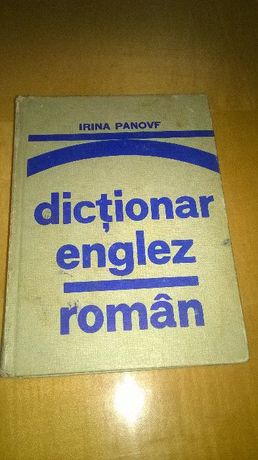 IRINA PANOVF
dicționar
englez
român